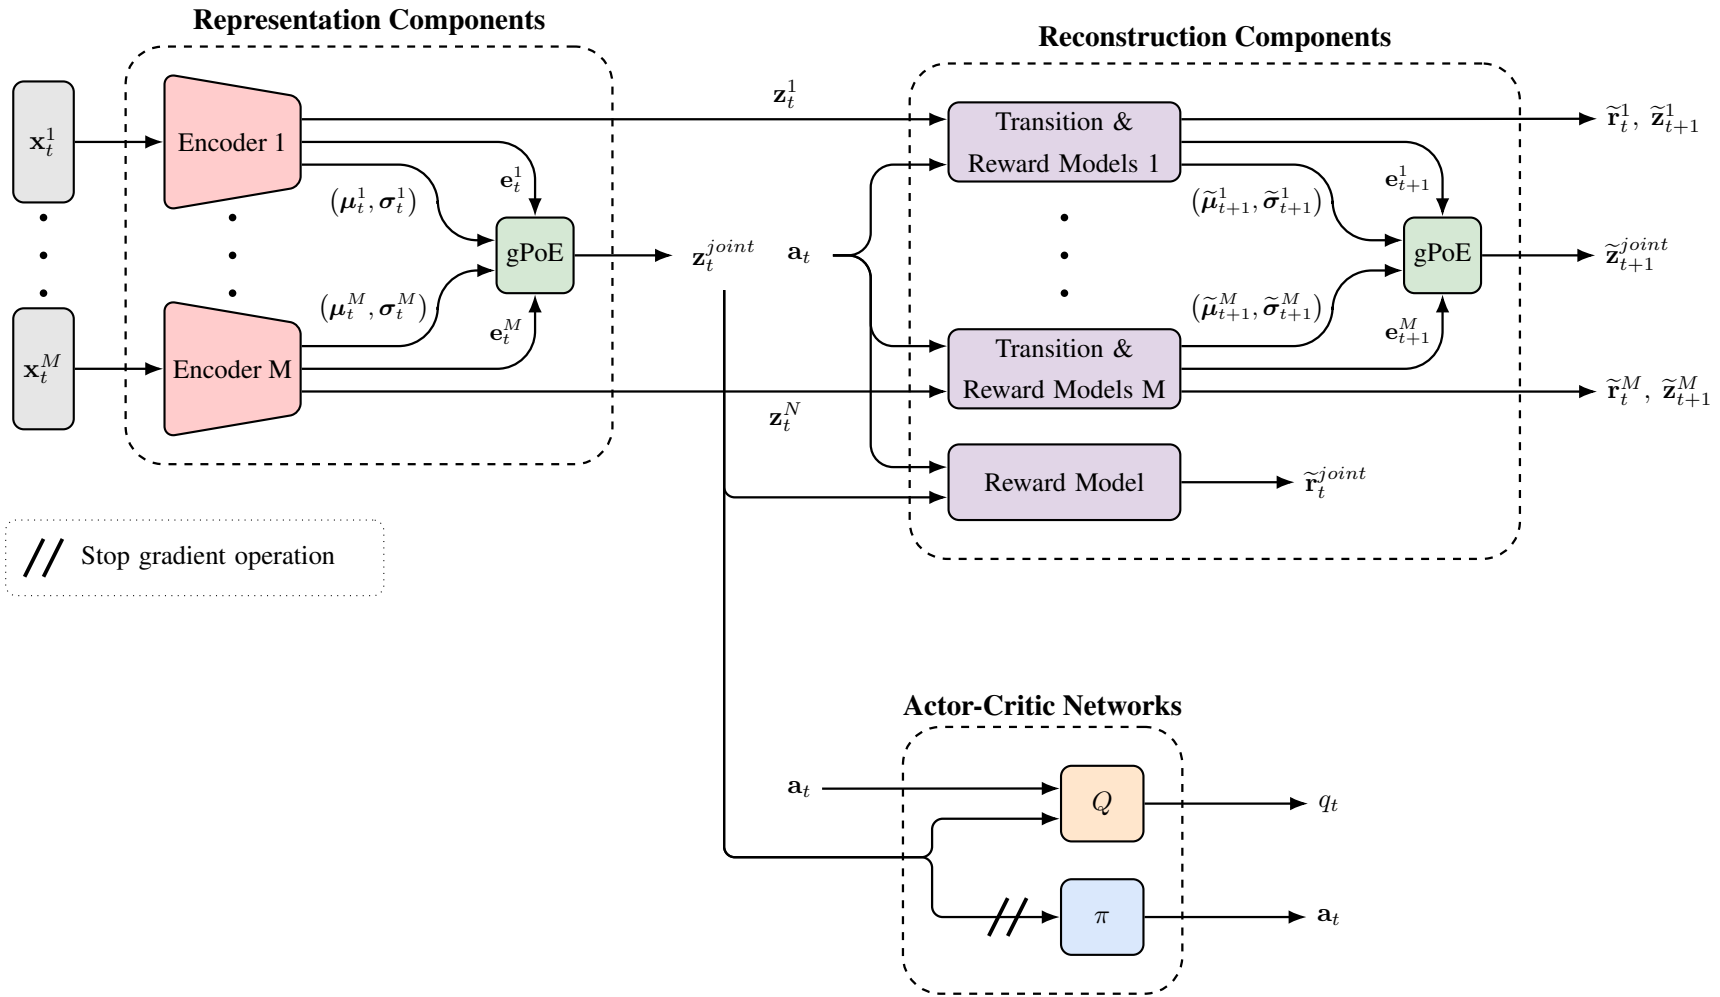 Representation Components
Reconstruction Components
x_t^1
Encoder 1
z_t^1
Transition &
Reward Models 1
r̃_t^1, z̃_{t+1}^1
e_t^1
(μ_t^1, σ_t^1)
e_{t+1}^1
(μ̃_{t+1}^1, σ̃_{t+1}^1)
gPoE
z_t^{joint}
a_t
gPoE
z̃_{t+1}^{joint}
(μ_t^M, σ_t^M)
e_t^M
(μ̃_{t+1}^M, σ̃_{t+1}^M)
e_{t+1}^M
x_t^M
Encoder M
z_t^N
Transition &
Reward Models M
r̃_t^M, z̃_{t+1}^M
Reward Model
r̃_t^{joint}
Stop gradient operation
Actor-Critic Networks
a_t
Q
q_t
π
a_t